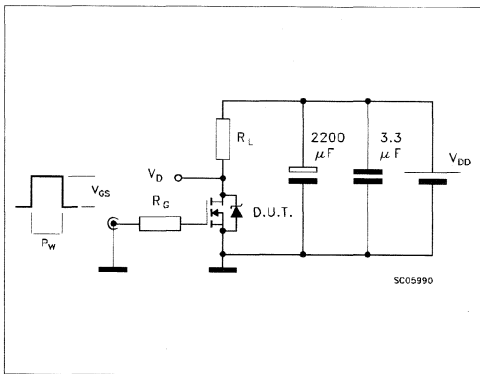 R_L
2200
μF
3.3
μF
V_DD
V_D
V_GS
R_G
D.U.T.
P_W
SC05990